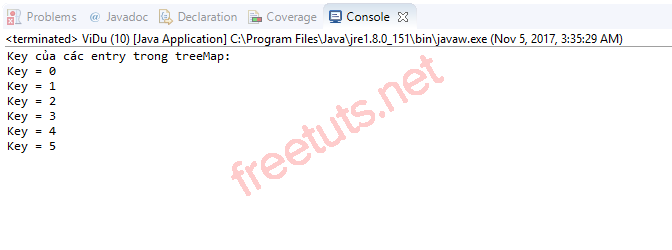 Problems @ Javadoc Declaration Coverage Console
<terminated> ViDu (10) [Java Application] C:\Program Files\Java\jre1.8.0_151\bin\javaw.exe (Nov 5, 2017, 3:35:29 AM)
Key của các entry trong treeMap:
Key = 0
Key = 1
Key = 2
Key = 3
Key = 4
Key = 5
freetuts.net